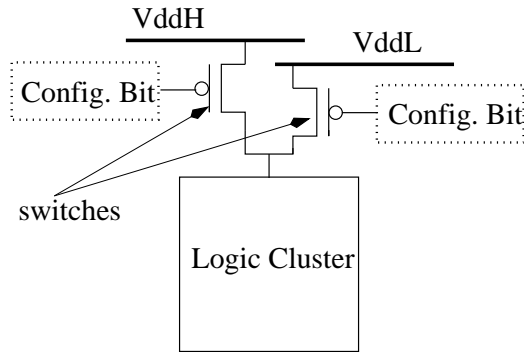 VddH
VddL
Config. Bit
Config. Bit
switches
Logic Cluster